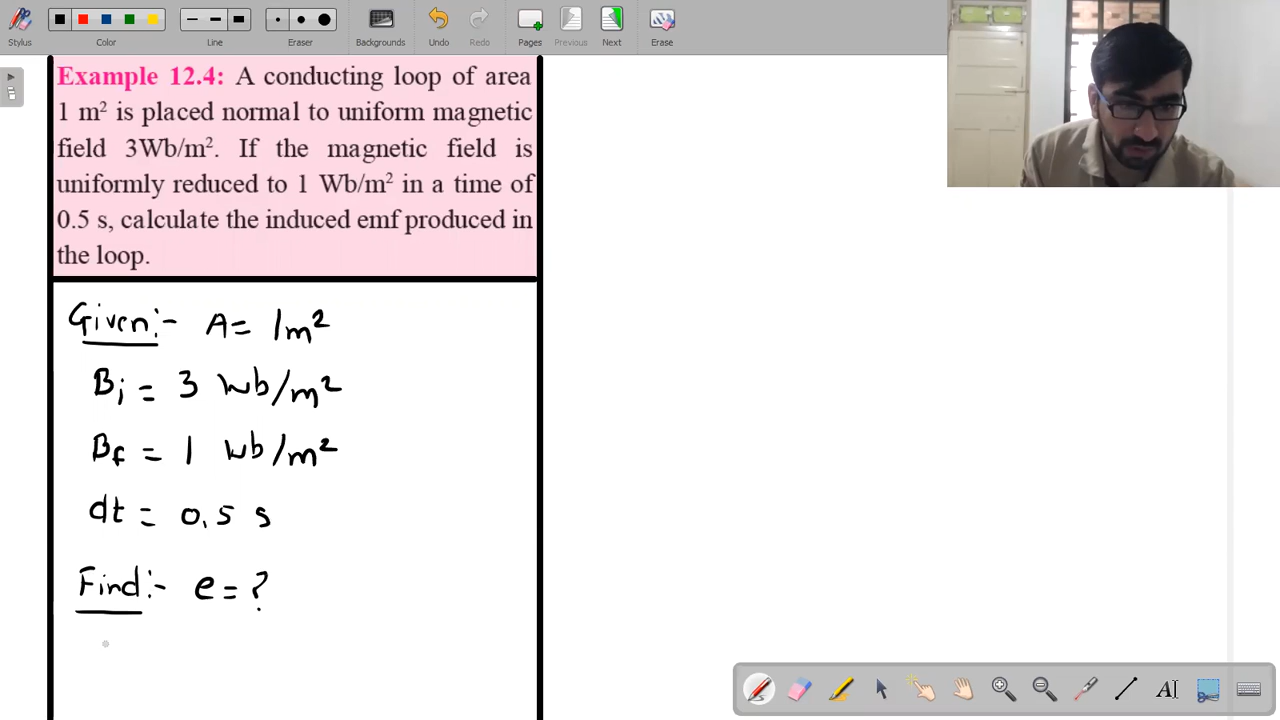 Stylus
Color
Line
Eraser
Backgrounds
Undo
Redo
Pages
Previous
Next
Erase
Example 12.4: A conducting loop of area
1 m² is placed normal to uniform magnetic
field 3Wb/m². If the magnetic field is
uniformly reduced to 1 Wb/m² in a time of
0.5 s, calculate the induced emf produced in
the loop.
Given:- A= 1m²
Bi = 3 Wb/m²
Bf = 1 Wb/m²
dt = 0.5 s
Find:- e = ?
AI